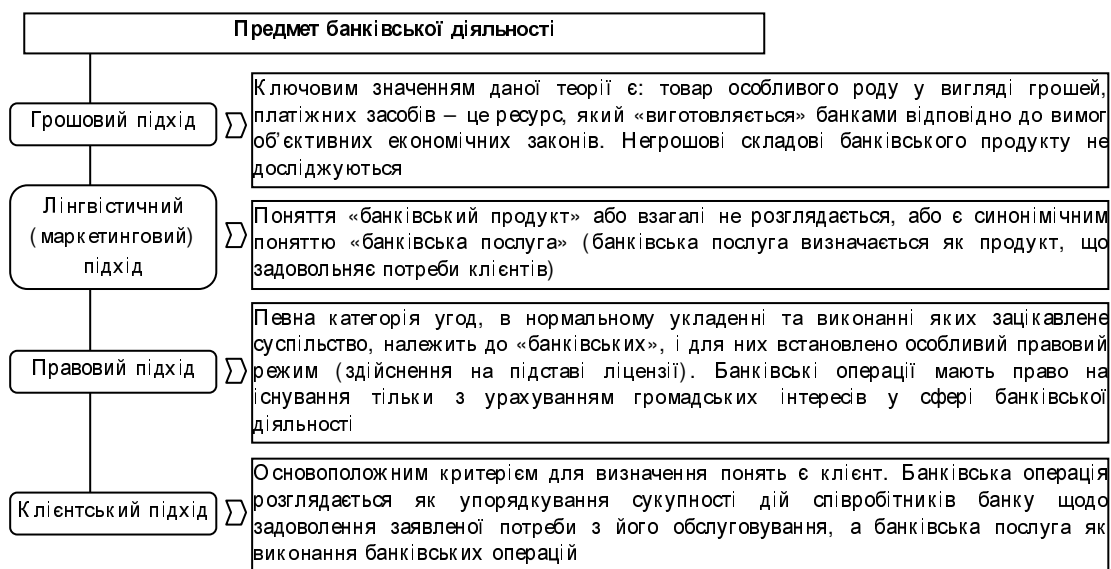 Предмет банківської діяльності
Грошовий підхід
Ключовим значенням даної теорії є: товар особливого роду у вигляді грошей,
платіжних засобів – це ресурс, який «виготовляється» банками відповідно до вимог
об’єктивних економічних законів. Негрошові складові банківського продукту не
досліджуються
Лінгвістичний
(маркетинговий)
підхід
Поняття «банківський продукт» або взагалі не розглядається, або є синонімічним
поняттю «банківська послуга» (банківська послуга визначається як продукт, що
задовольняє потреби клієнтів)
Правовий підхід
Певна категорія угод, в нормальному укладенні та виконанні яких зацікавлене
суспільство, належить до «банківських», і для них встановлено особливий правовий
режим (здійснення на підставі ліцензії). Банківські операції мають право на
існування тільки з урахуванням громадських інтересів у сфері банківської
діяльності
Клієнтський підхід
Основоположним критерієм для визначення понять є клієнт. Банківська операція
розглядається як упорядкування сукупності дій співробітників банку щодо
задоволення заявленої потреби з його обслуговування, а банківська послуга як
виконання банківських операцій